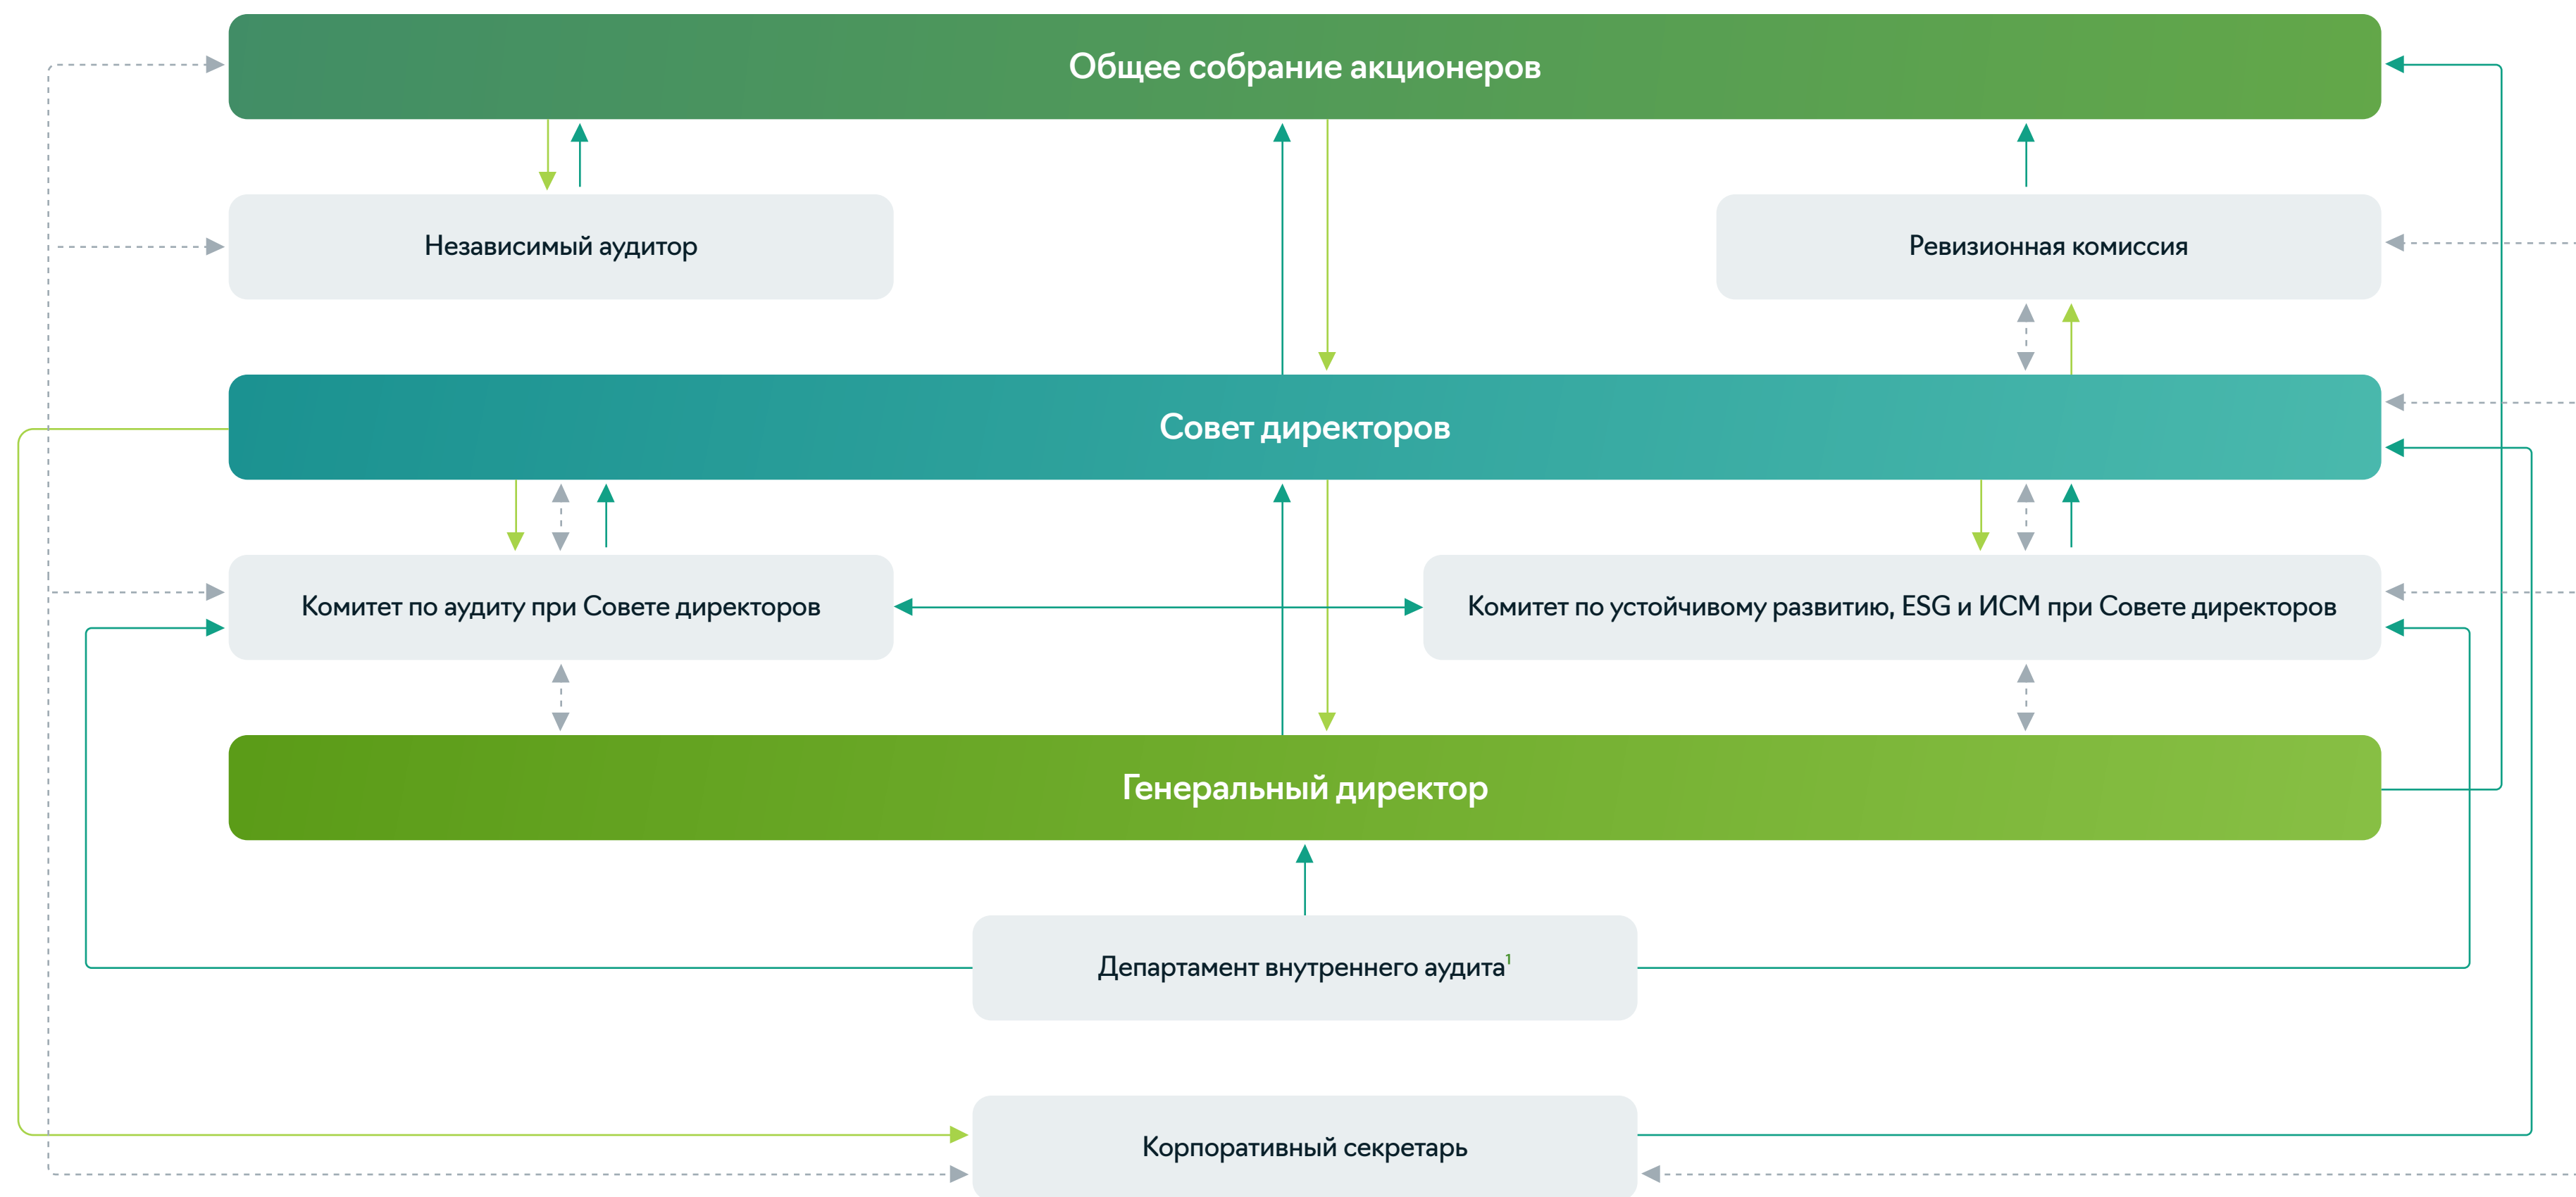 Общее собрание акционеров
Независимый аудитор
Ревизионная комиссия
Совет директоров
Комитет по аудиту при Совете директоров
Комитет по устойчивому развитию, ESG и ИСМ при Совете директоров
Генеральный директор
Департамент внутреннего аудита¹
Корпоративный секретарь